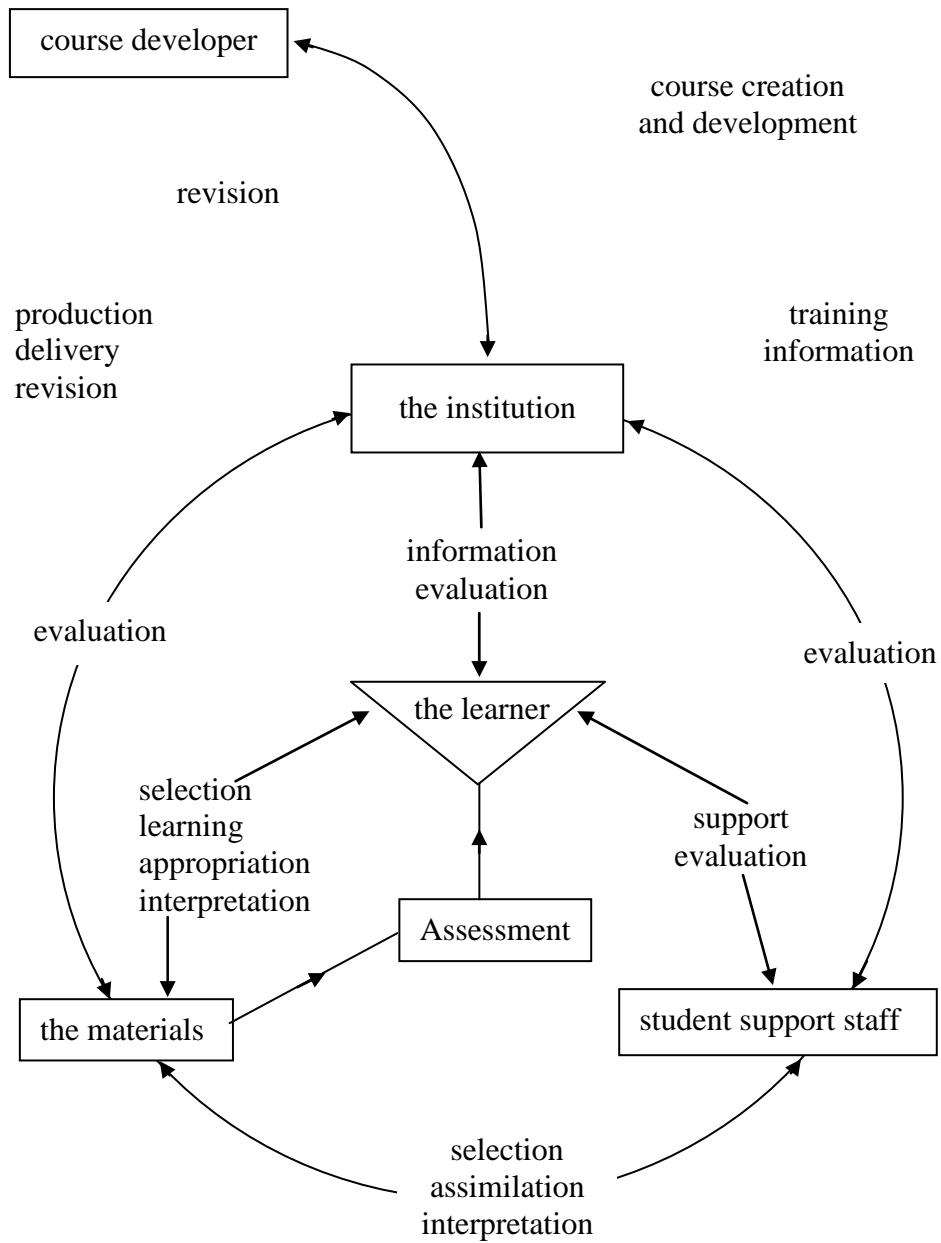 course developer
course creation
and development
revision
production
delivery
revision
training
information
the institution
information
evaluation
evaluation
evaluation
the learner
selection
learning
appropriation
interpretation
support
evaluation
Assessment
the materials
student support staff
selection
assimilation
interpretation